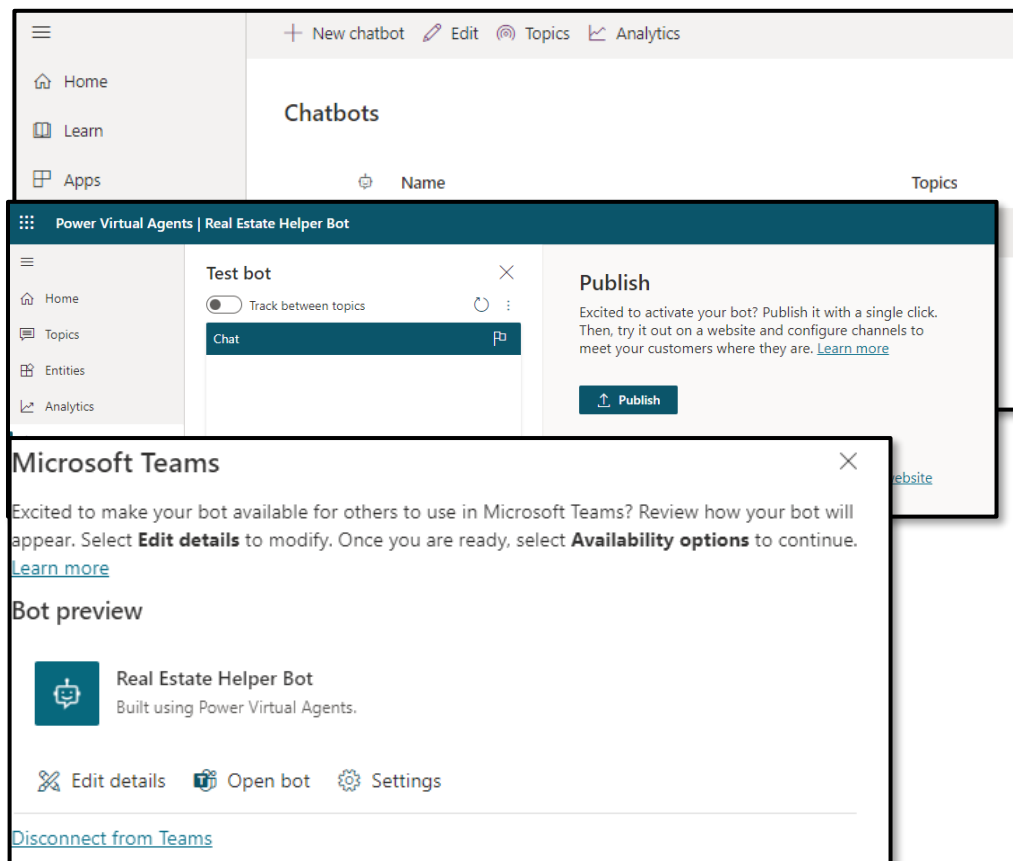 New chatbot Edit Topics Analytics
Home
Learn
Apps
Chatbots
Name Topics
Power Virtual Agents | Real Estate Helper Bot
Home
Topics
Entities
Analytics
Test bot
Track between topics
Chat
Publish
Excited to activate your bot? Publish it with a single click.
Then, try it out on a website and configure channels to
meet your customers where they are. Learn more
Publish
ebsite
Microsoft Teams
Excited to make your bot available for others to use in Microsoft Teams? Review how your bot will
appear. Select Edit details to modify. Once you are ready, select Availability options to continue.
Learn more
Bot preview
Real Estate Helper Bot
Built using Power Virtual Agents.
Edit details Open bot Settings
Disconnect from Teams